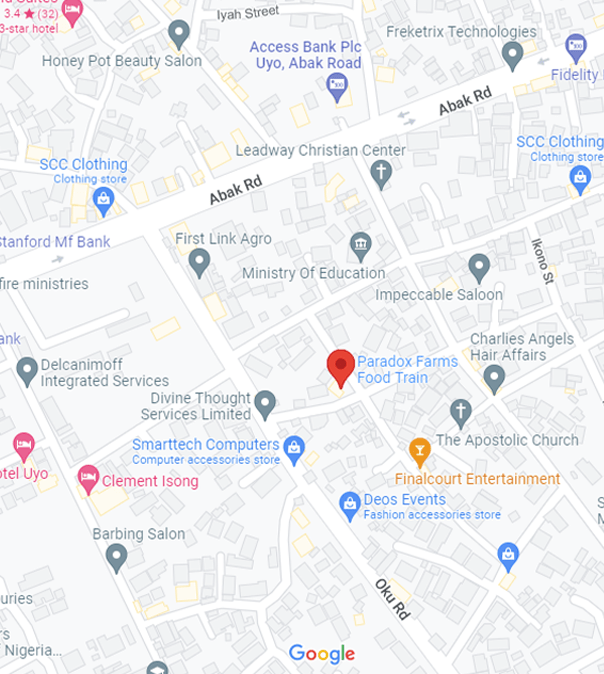 Iyah Street
3.4 ★ (32)
3-star hotel
Honey Pot Beauty Salon
Access Bank Plc
Uyo, Abak Road
Freketrix Technologies
Fidelity
Abak Rd
Leadway Christian Center
SCC Clothing
Clothing store
SCC Clothing
Clothing store
Abak Rd
Stanford Mf Bank
First Link Agro
Ministry Of Education
Ikono St
fire ministries
Impeccable Saloon
ank
Delcanimoff
Integrated Services
Paradox Farms
Food Train
Charlies Angels
Hair Affairs
Divine Thought
Services Limited
The Apostolic Church
Smarttech Computers
Computer accessories store
otel Uyo
Clement Isong
Finalcourt Entertainment
Deos Events
Fashion accessories store
Barbing Salon
Oku Rd
uries
rs
Nigeria...
Google